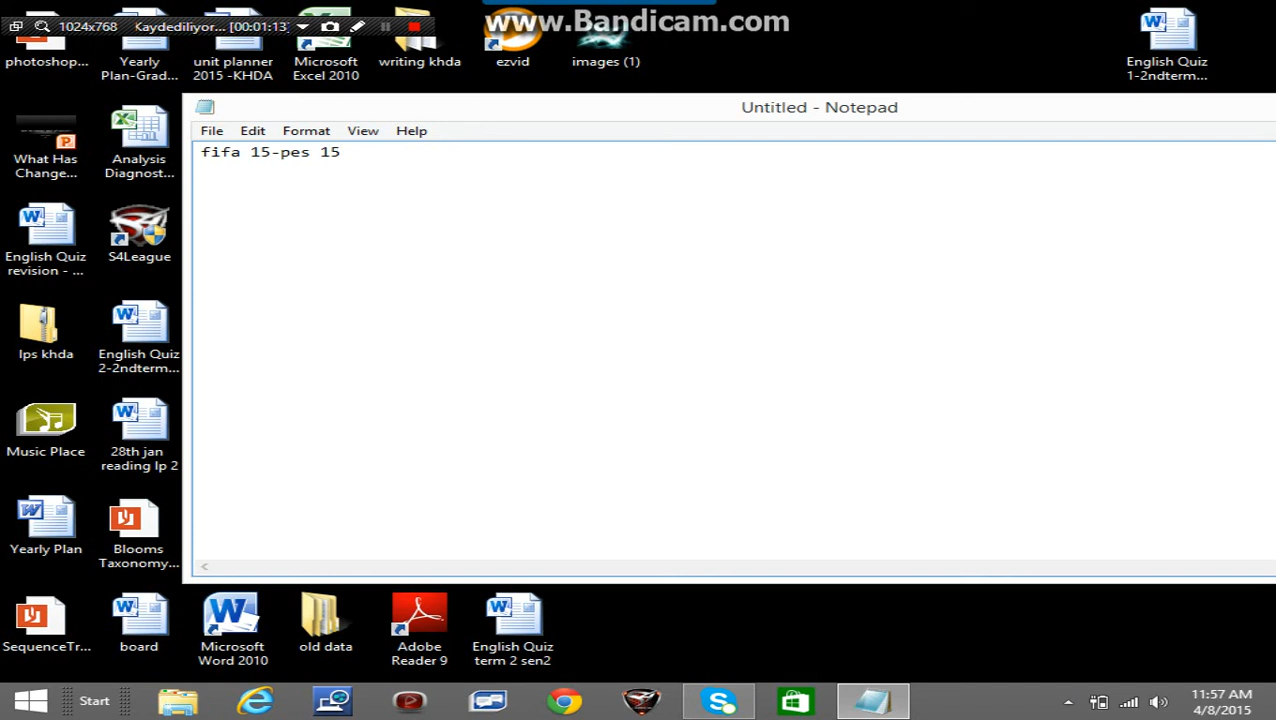 www.Bandicam.com
1024x768 Kaydediliyor... [00:01:13]
photoshop...
Yearly
Plan-Grad...
unit planner
2015 -KHDA
Microsoft
Excel 2010
writing khda
ezvid
images (1)
English Quiz
1-2ndterm...
Untitled - Notepad
File Edit Format View Help
fifa 15-pes 15
What Has
Change...
Analysis
Diagnost...
English Quiz
revision - ...
S4League
lps khda
English Quiz
2-2ndterm...
Music Place
28th jan
reading lp 2
Yearly Plan
Blooms
Taxonomy...
SequenceTr...
board
Microsoft
Word 2010
old data
Adobe
Reader 9
English Quiz
term 2 sen2
Start
11:57 AM
4/8/2015